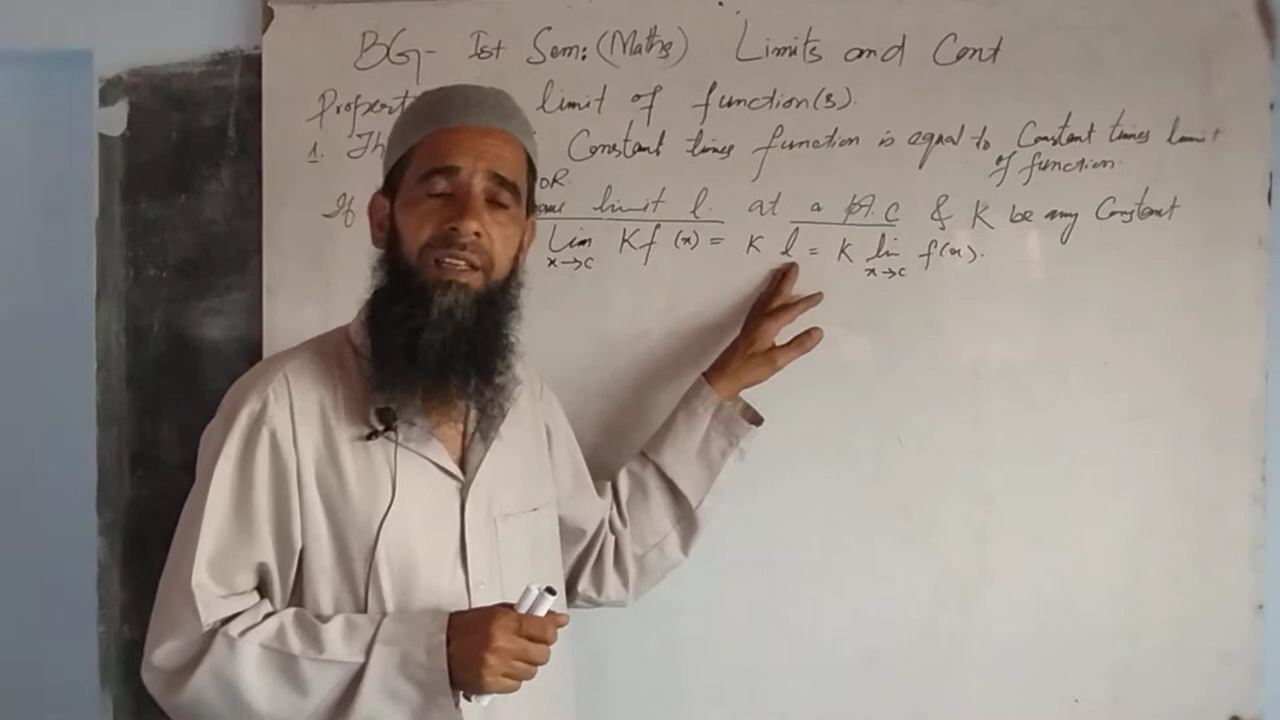 BG- Ist Sem: (Maths) Limits and Cont
Propert limit of function(s).
1. Th Constant times function is equal to Constant times limit
of function.
OR
If limit l. at a pt. c & K be any Constant
Lim x→c Kf(x) = K l = K lim x→c f(x).